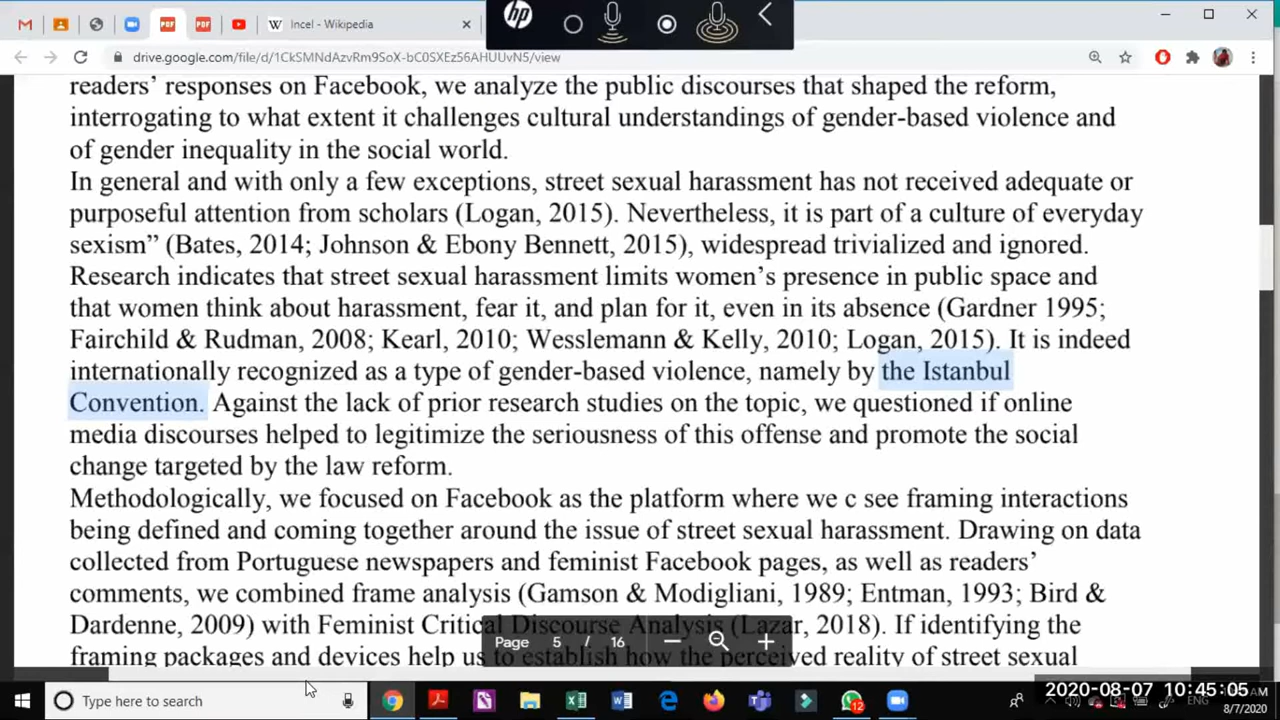 Incel - Wikipedia
hp
drive.google.com/file/d/1CkSMNdAzvRm9SoX-bC0SXEz56AHUUvN5/view
readers’ responses on Facebook, we analyze the public discourses that shaped the reform,
interrogating to what extent it challenges cultural understandings of gender-based violence and
of gender inequality in the social world.
In general and with only a few exceptions, street sexual harassment has not received adequate or
purposeful attention from scholars (Logan, 2015). Nevertheless, it is part of a culture of everyday
sexism” (Bates, 2014; Johnson & Ebony Bennett, 2015), widespread trivialized and ignored.
Research indicates that street sexual harassment limits women’s presence in public space and
that women think about harassment, fear it, and plan for it, even in its absence (Gardner 1995;
Fairchild & Rudman, 2008; Kearl, 2010; Wesslemann & Kelly, 2010; Logan, 2015). It is indeed
internationally recognized as a type of gender-based violence, namely by the Istanbul
Convention. Against the lack of prior research studies on the topic, we questioned if online
media discourses helped to legitimize the seriousness of this offense and promote the social
change targeted by the law reform.
Methodologically, we focused on Facebook as the platform where we c see framing interactions
being defined and coming together around the issue of street sexual harassment. Drawing on data
collected from Portuguese newspapers and feminist Facebook pages, as well as readers’
comments, we combined frame analysis (Gamson & Modigliani, 1989; Entman, 1993; Bird &
Dardenne, 2009) with Feminist Critical Discourse Analysis (Lazar, 2018). If identifying the
Page 5 / 16
framing packages and devices help us to establish how the perceived reality of street sexual
Type here to search
12
2020-08-07 10:45:05
ENG
8/7/2020